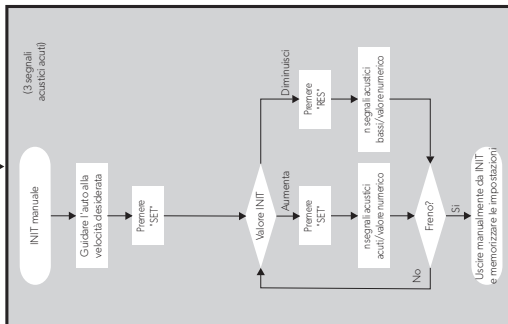 (3 segnali
acustici acuti)
INIT manuale
Guidare l'auto alla
velocità desiderata
Premere
"SET"
Valore INIT
Aumenta
Premere
"SET"
n segnali acustici
acuti/valore numerico
Diminuisci
Premere
"RES"
n segnali acustici
bassi/valore numerico
Freno?
No
Si
Uscire manualmente da INIT
e memorizzare le impostazioni